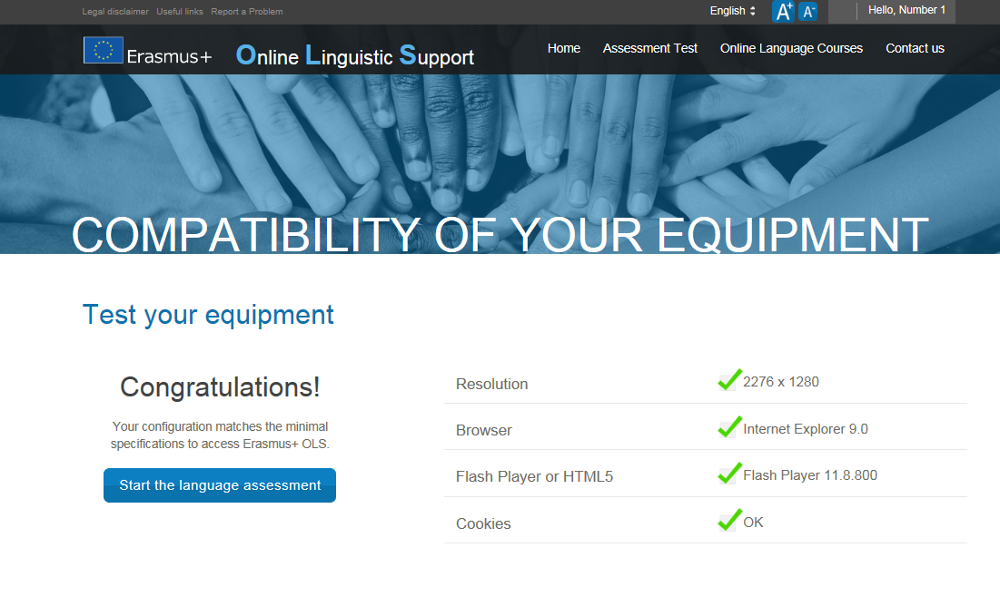 Legal disclaimer Useful links Report a Problem English A+ A- Hello, Number 1
Erasmus+ Online Linguistic Support Home Assessment Test Online Language Courses Contact us
COMPATIBILITY OF YOUR EQUIPMENT
Test your equipment
Congratulations!
Your configuration matches the minimal
specifications to access Erasmus+ OLS.
Start the language assessment
Resolution 2276 x 1280
Browser Internet Explorer 9.0
Flash Player or HTML5 Flash Player 11.8.800
Cookies OK